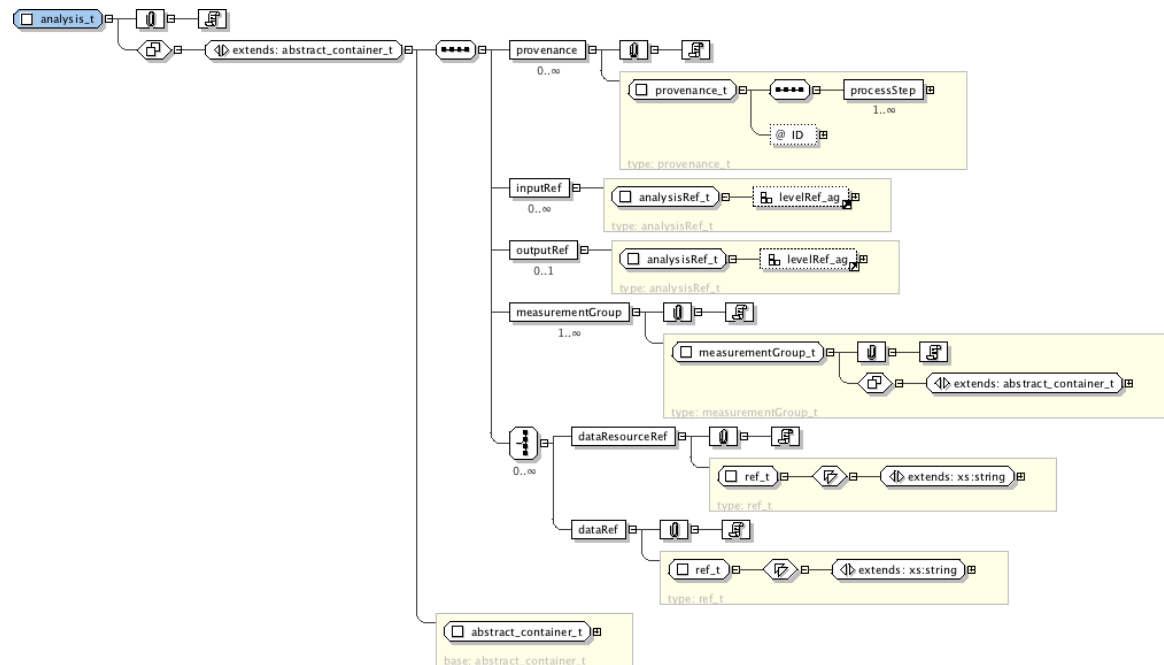 analysis_t
extends: abstract_container_t
provenance
0..∞
provenance_t
processStep
1..∞
@ ID
type: provenance_t
inputRef
0..∞
analysisRef_t
levelRef_ag
type: analysisRef_t
outputRef
0..1
analysisRef_t
levelRef_ag
type: analysisRef_t
measurementGroup
1..∞
measurementGroup_t
extends: abstract_container_t
type: measurementGroup_t
0..∞
dataResourceRef
ref_t
extends: xs:string
type: ref_t
dataRef
ref_t
extends: xs:string
type: ref_t
abstract_container_t
base: abstract_container_t